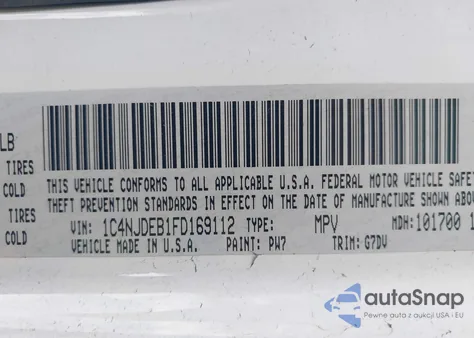 LB
TIRES
COLD
TIRES
COLD
THIS VEHICLE CONFORMS TO ALL APPLICABLE U.S.A. FEDERAL MOTOR VEHICLE SAFET
THEFT PREVENTION STANDARDS IN EFFECT ON THE DATE OF MANUFACTURE SHOWN ABO
VIN: 1C4NJDEB1FD169112 TYPE: MPV MDH: 101700 1
VEHICLE MADE IN U.S.A. PAINT: PW7 TRIM: G7DV
autoSnap
Pewne auta z aukcji USA - EU